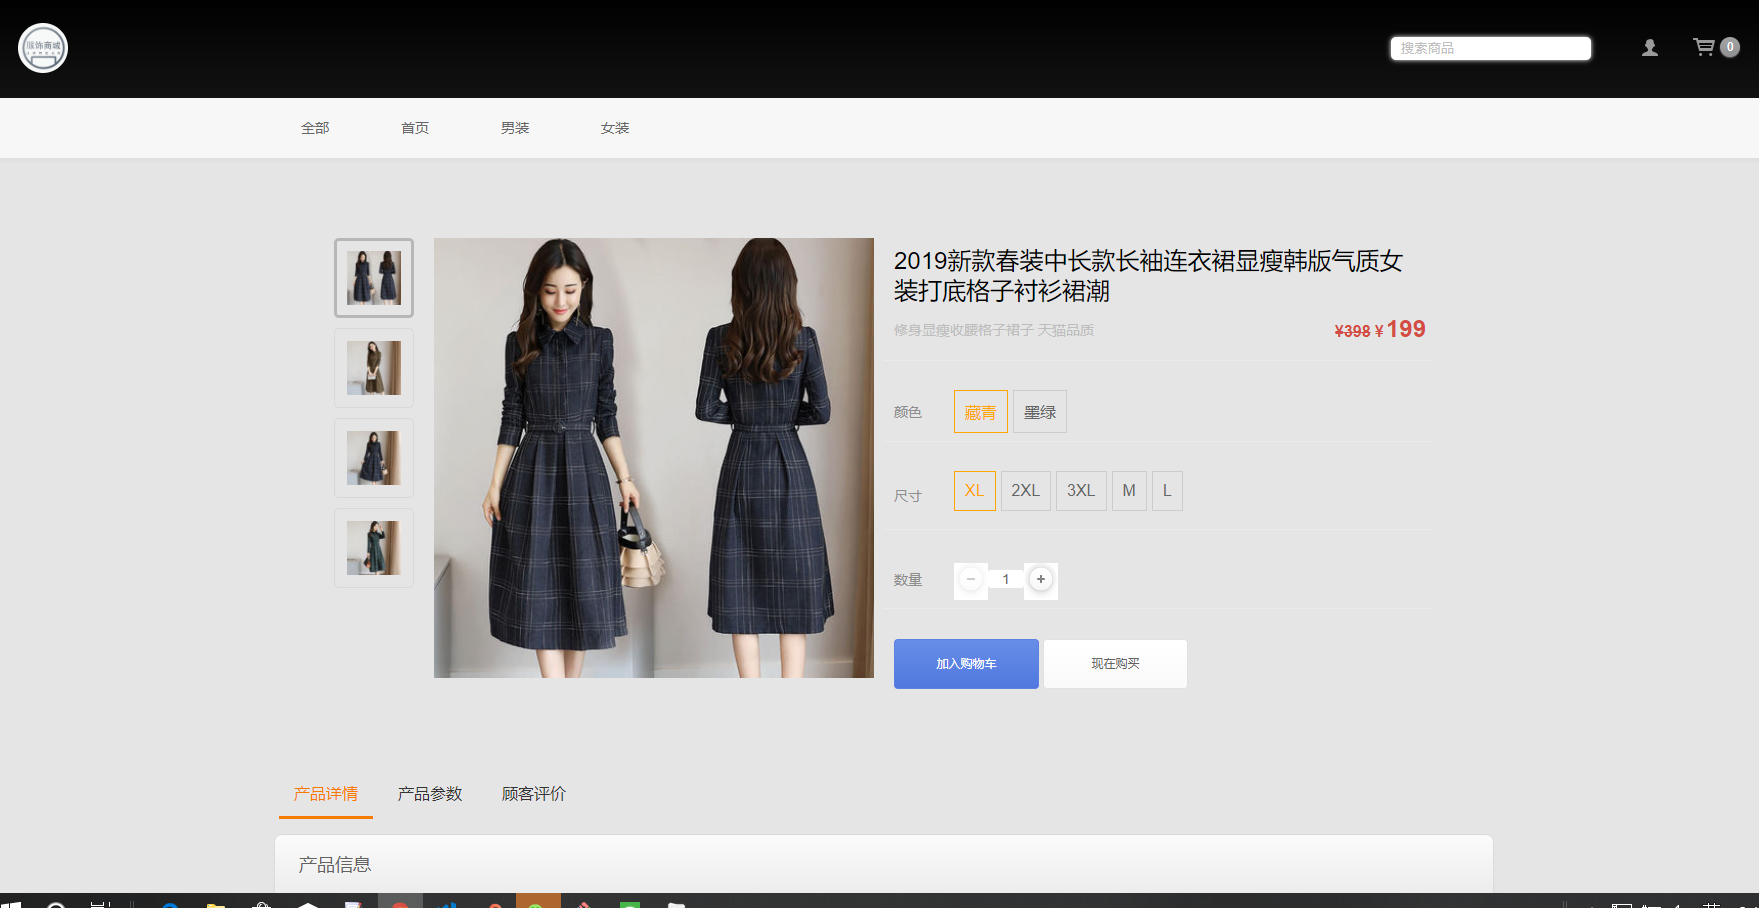 服饰商城
搜索商品
0
全部
首页
男装
女装
2019新款春装中长款长袖连衣裙显瘦韩版气质女
装打底格子衬衫裙潮
修身显瘦收腰格子裙子 天猫品质
¥398 ¥199
颜色
藏青
墨绿
尺寸
XL
2XL
3XL
M
L
数量
− 1 +
加入购物车
现在购买
产品详情
产品参数
顾客评价
产品信息